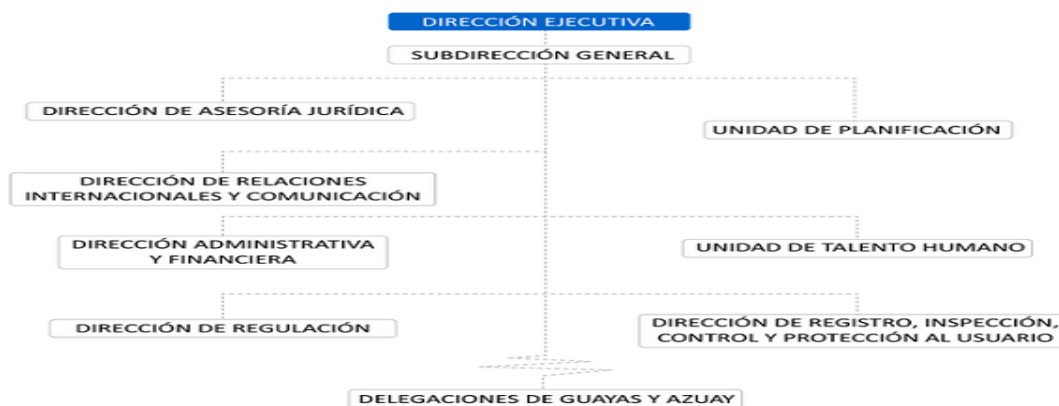 DIRECCIÓN EJECUTIVA
SUBDIRECCIÓN GENERAL
DIRECCIÓN DE ASESORÍA JURÍDICA
UNIDAD DE PLANIFICACIÓN
DIRECCIÓN DE RELACIONES
INTERNACIONALES Y COMUNICACIÓN
DIRECCIÓN ADMINISTRATIVA
Y FINANCIERA
UNIDAD DE TALENTO HUMANO
DIRECCIÓN DE REGULACIÓN
DIRECCIÓN DE REGISTRO, INSPECCIÓN,
CONTROL Y PROTECCIÓN AL USUARIO
DELEGACIONES DE GUAYAS Y AZUAY